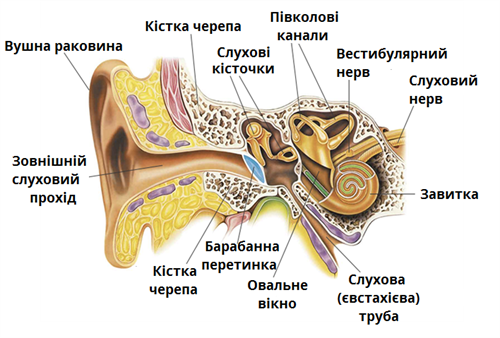 Вушна раковина
Кістка черепа
Слухові
кісточки
Півколові
канали
Вестибулярний
нерв
Слуховий
нерв
Зовнішній
слуховий
прохід
Завитка
Кістка
черепа
Барабанна
перетинка
Овальне
вікно
Слухова
(євстахієва)
труба